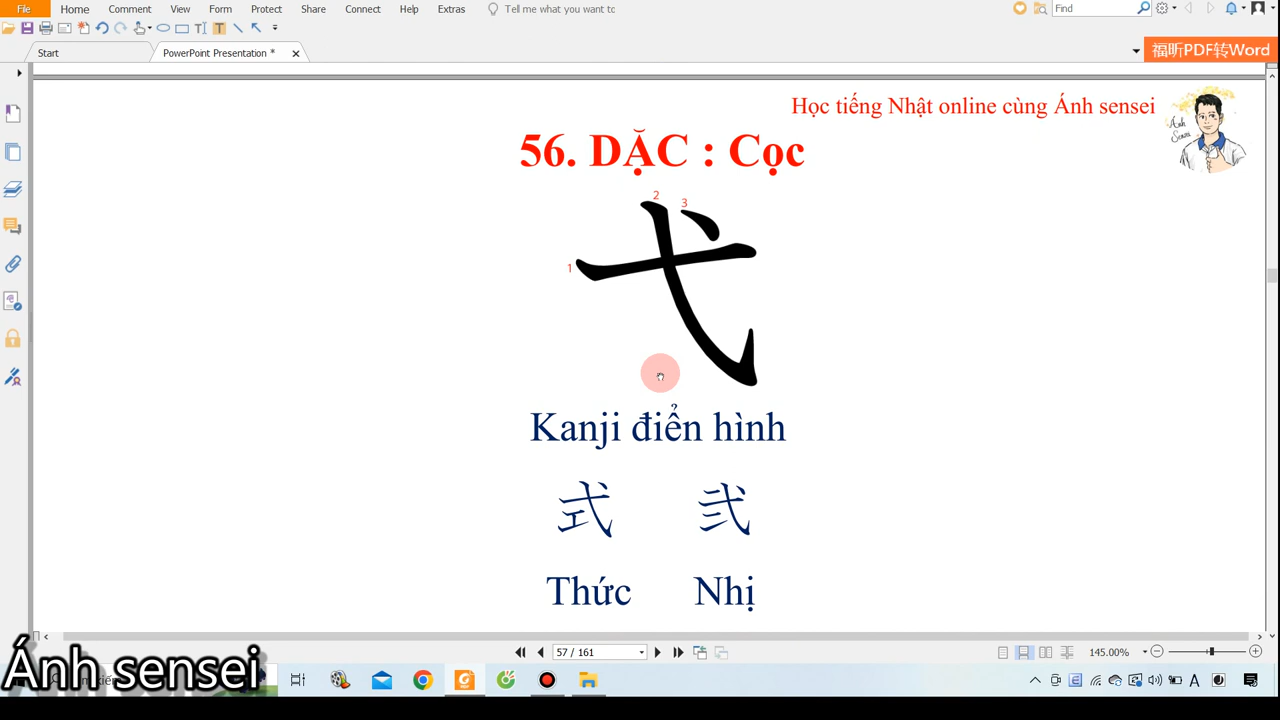 File Home Comment View Form Protect Share Connect Help Extras Tell me what you want to Find
Start PowerPoint Presentation * 福昕PDF转Word
Học tiếng Nhật online cùng Ánh sensei
Ánh
Sensei
56. DẶC : Cọc
1 2 3
弋
Kanji điển hình
式 弐
Thức Nhị
57 / 161 145.00%
Ánh sensei